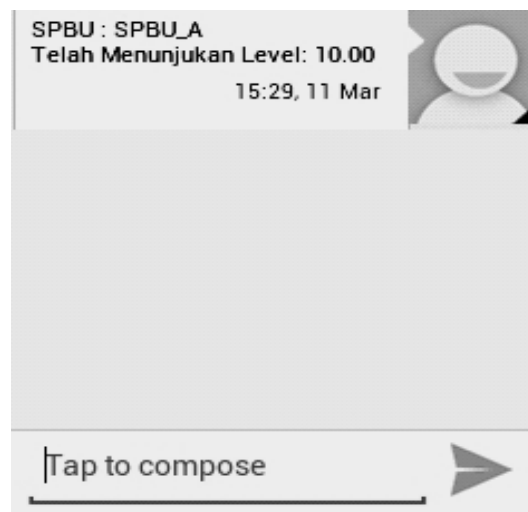 SPBU : SPBU_A
Telah Menunjukan Level: 10.00
15:29, 11 Mar
Tap to compose